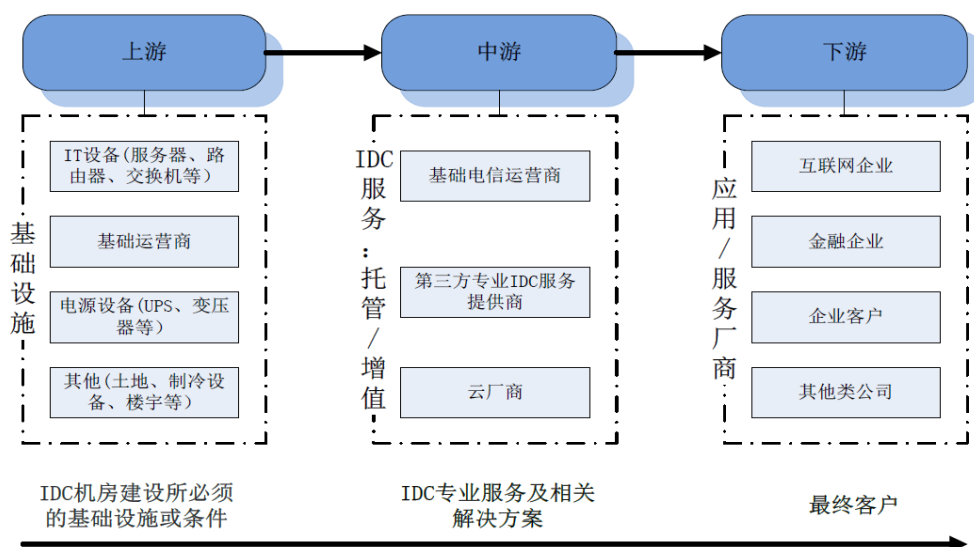 上游
中游
下游
基础设施
IT设备(服务器、路
由器、交换机等）
基础运营商
电源设备(UPS、变压
器等）
其他(土地、制冷设
备、楼宇等）
IDC服务：托管/增值
基础电信运营商
第三方专业IDC服务
提供商
云厂商
应用/服务厂商
互联网企业
金融企业
企业客户
其他类公司
IDC机房建设所必须
的基础设施或条件
IDC专业服务及相关
解决方案
最终客户